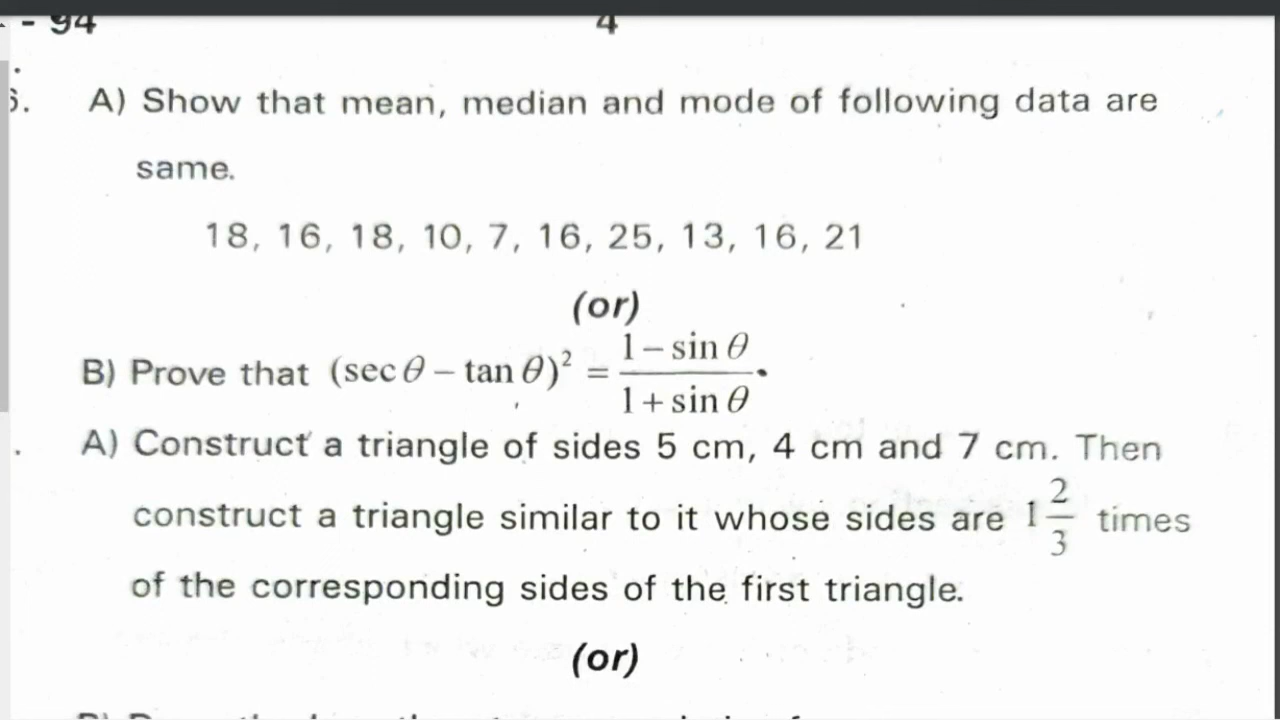 - 94 4
6. A) Show that mean, median and mode of following data are
same.
18, 16, 18, 10, 7, 16, 25, 13, 16, 21
(or)
B) Prove that (sec θ – tan θ)² = (1 – sin θ)/(1 + sin θ).
. A) Construct a triangle of sides 5 cm, 4 cm and 7 cm. Then
construct a triangle similar to it whose sides are 1 2/3 times
of the corresponding sides of the first triangle.
(or)